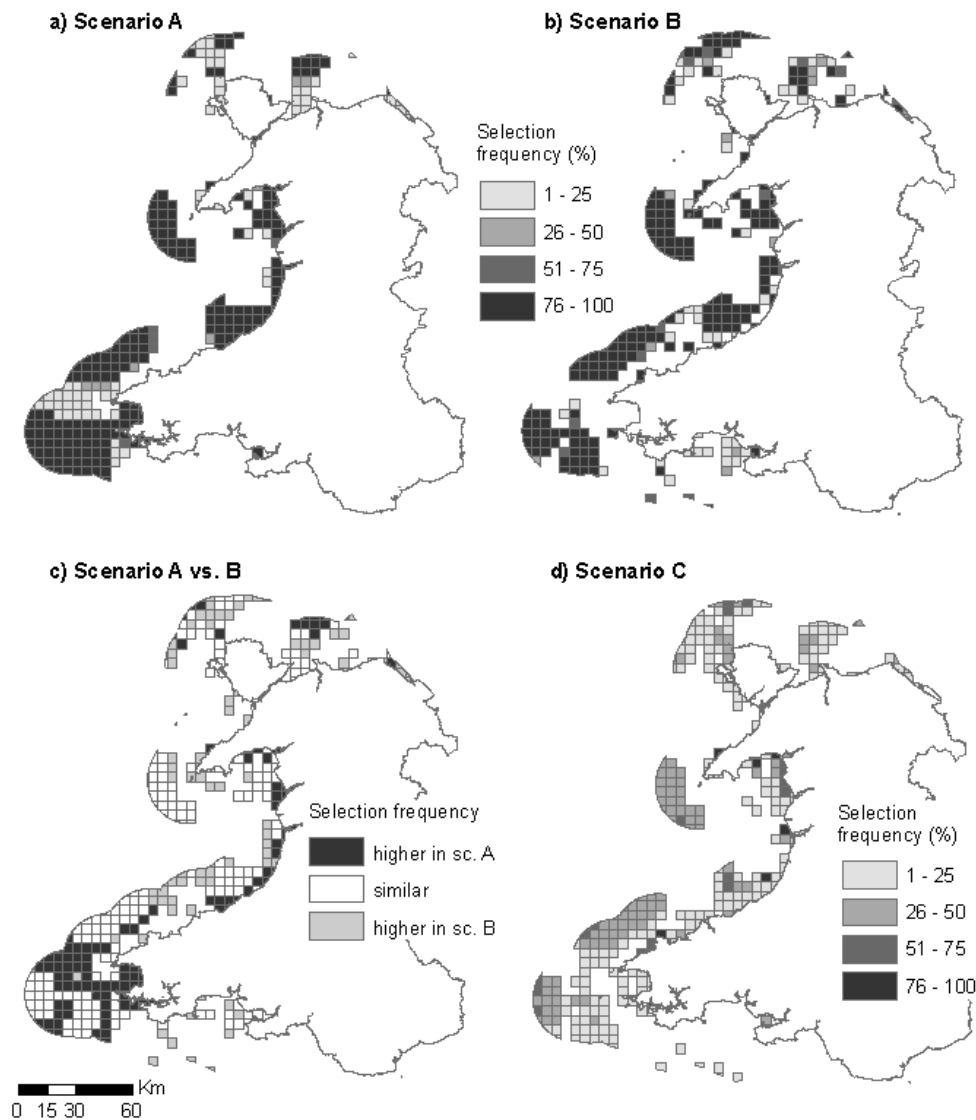 a) Scenario A
b) Scenario B
Selection
frequency (%)
1 - 25
26 - 50
51 - 75
76 - 100
c) Scenario A vs. B
d) Scenario C
Selection frequency
higher in sc. A
similar
higher in sc. B
Selection
frequency (%)
1 - 25
26 - 50
51 - 75
76 - 100
Km
0 15 30 60